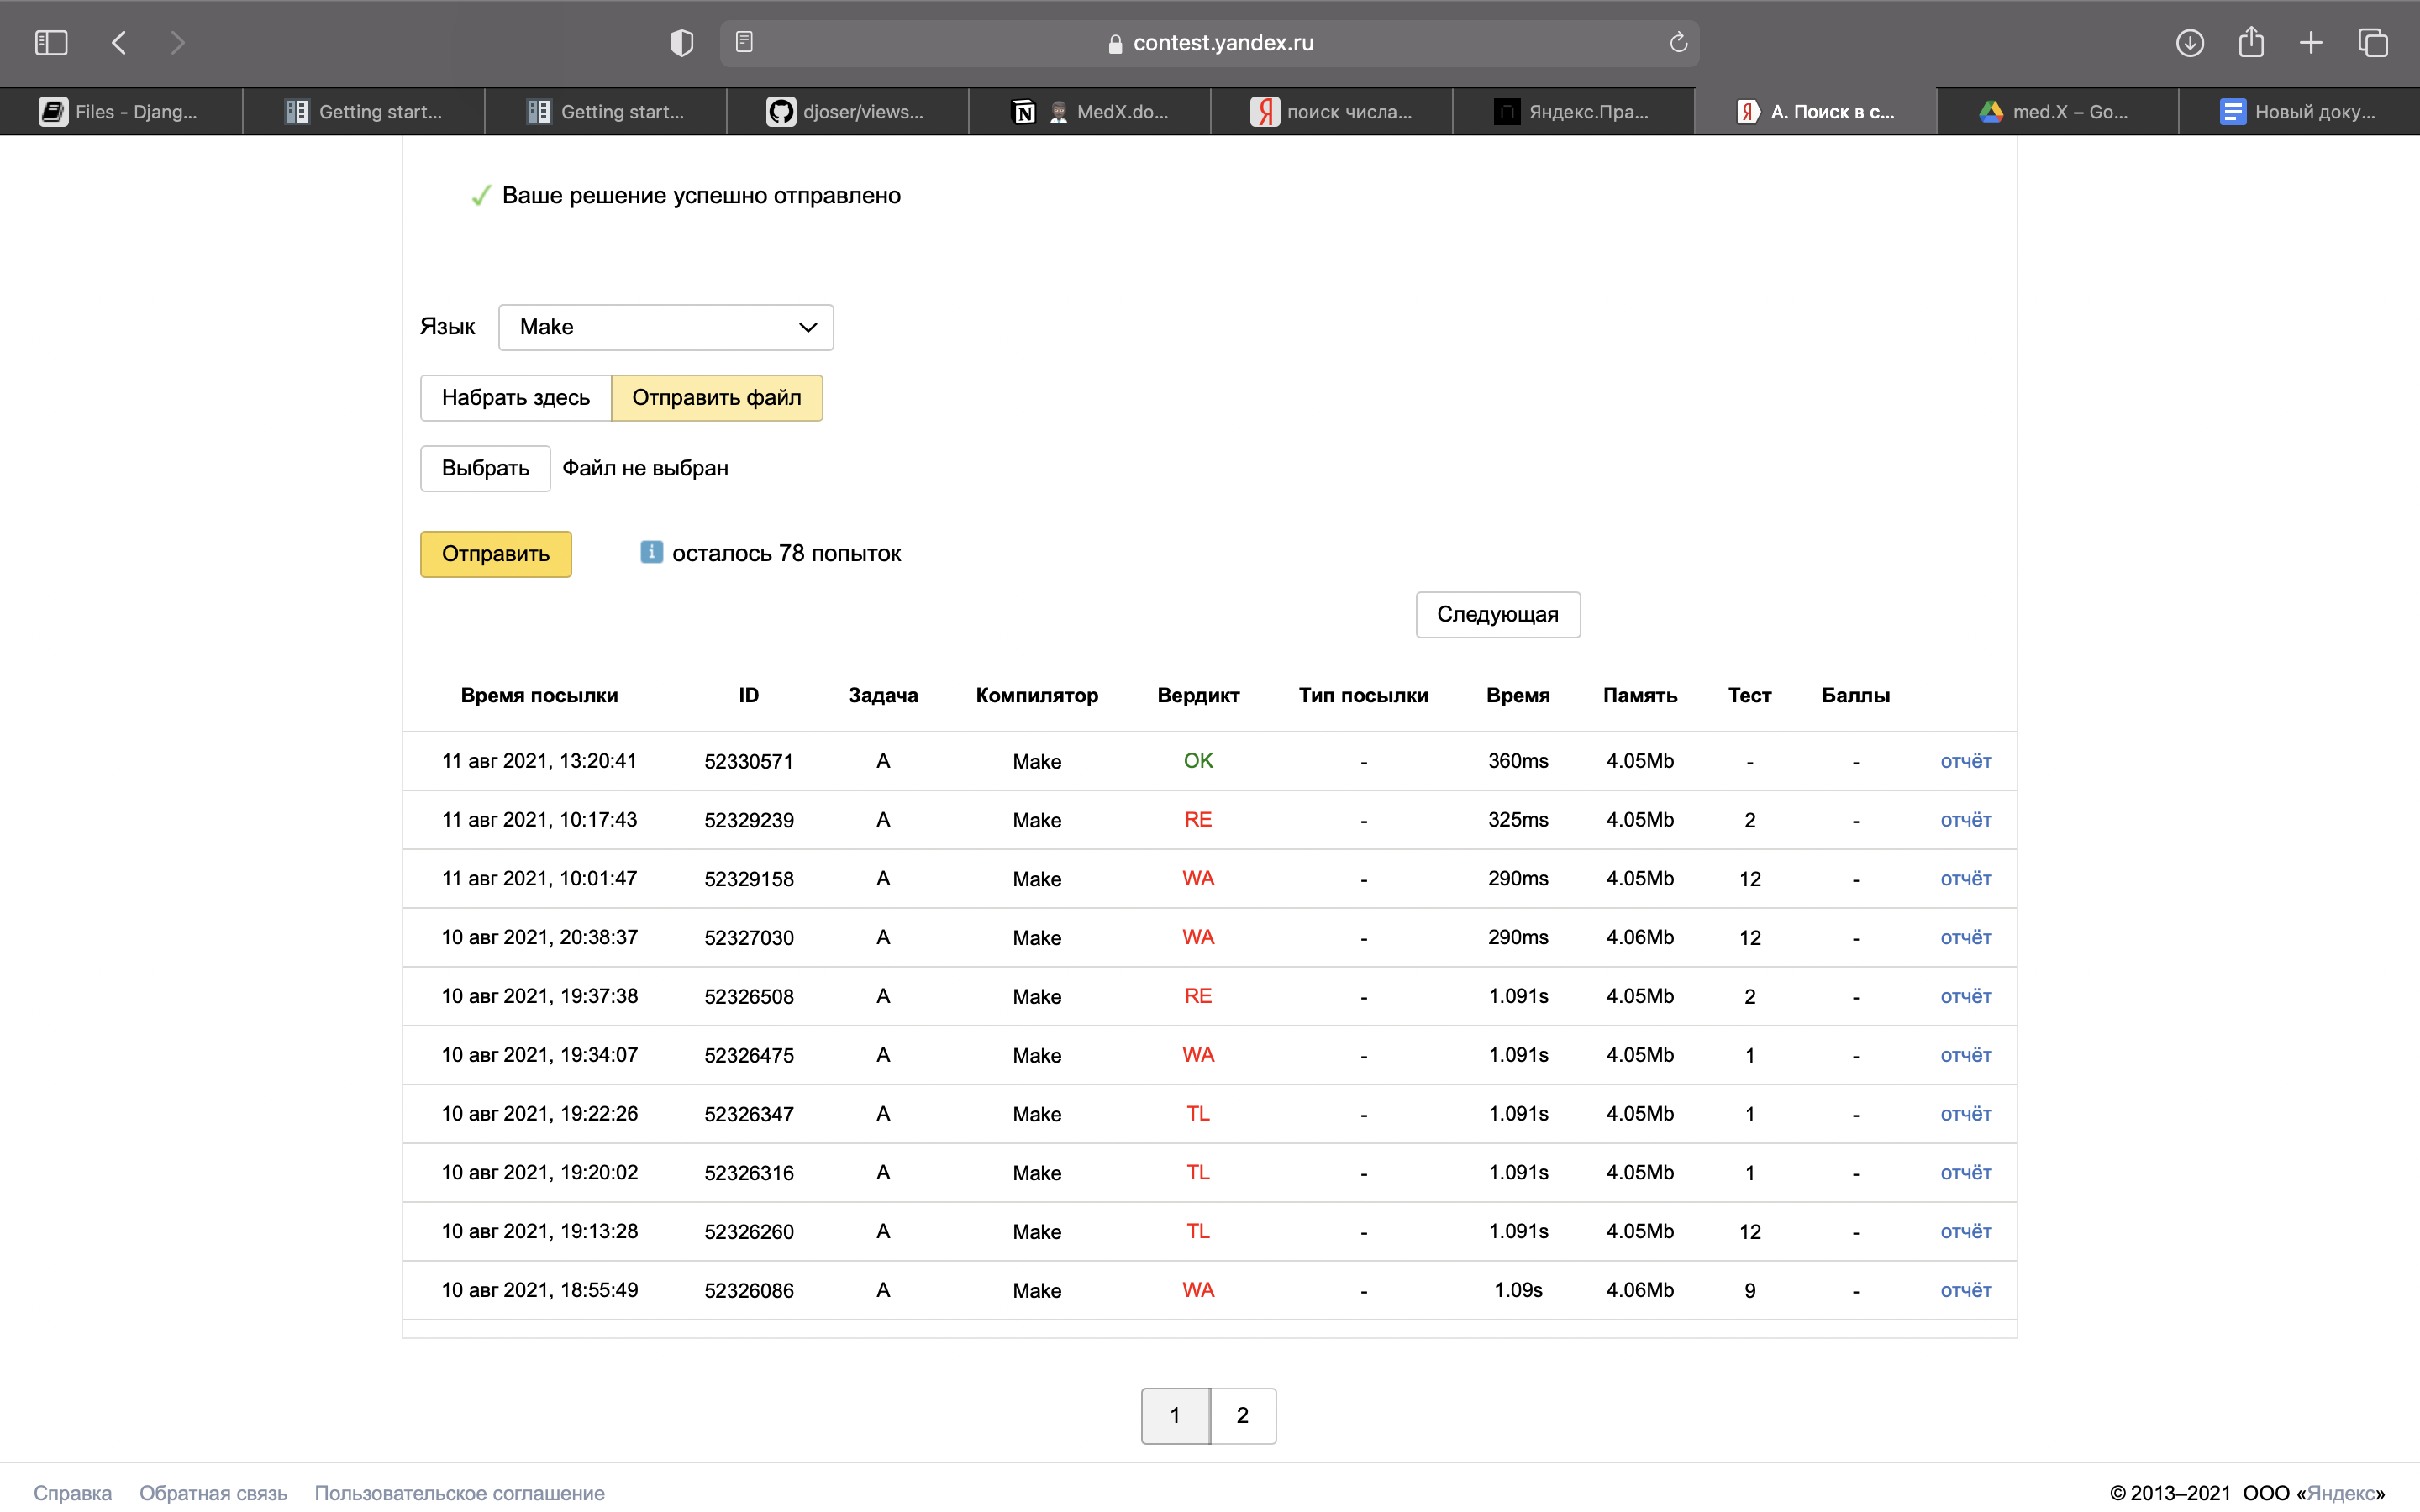 contest.yandex.ru
Files - Djang...
Getting start...
Getting start...
djoser/views...
MedX.do...
поиск числа...
Яндекс.Пра...
А. Поиск в с...
med.X – Go...
Новый доку...
Ваше решение успешно отправлено
Язык Make
Набрать здесь Отправить файл
Выбрать Файл не выбран
Отправить осталось 78 попыток
Следующая
Время посылки ID Задача Компилятор Вердикт Тип посылки Время Память Тест Баллы
11 авг 2021, 13:20:41 52330571 A Make OK - 360ms 4.05Mb - - отчёт
11 авг 2021, 10:17:43 52329239 A Make RE - 325ms 4.05Mb 2 - отчёт
11 авг 2021, 10:01:47 52329158 A Make WA - 290ms 4.05Mb 12 - отчёт
10 авг 2021, 20:38:37 52327030 A Make WA - 290ms 4.06Mb 12 - отчёт
10 авг 2021, 19:37:38 52326508 A Make RE - 1.091s 4.05Mb 2 - отчёт
10 авг 2021, 19:34:07 52326475 A Make WA - 1.091s 4.05Mb 1 - отчёт
10 авг 2021, 19:22:26 52326347 A Make TL - 1.091s 4.05Mb 1 - отчёт
10 авг 2021, 19:20:02 52326316 A Make TL - 1.091s 4.05Mb 1 - отчёт
10 авг 2021, 19:13:28 52326260 A Make TL - 1.091s 4.05Mb 12 - отчёт
10 авг 2021, 18:55:49 52326086 A Make WA - 1.09s 4.06Mb 9 - отчёт
1 2
Справка Обратная связь Пользовательское соглашение © 2013–2021 ООО «Яндекс»